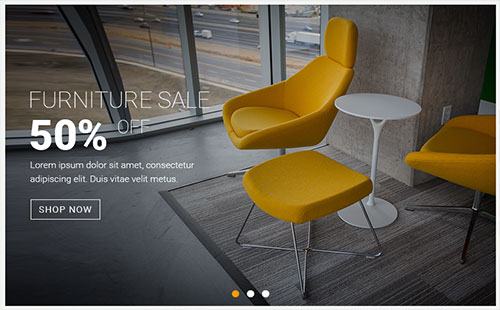 FURNITURE SALE
50% OFF
Lorem ipsum dolor sit amet, consectetur
adipiscing elit. Duis vitae velit metus.
SHOP NOW